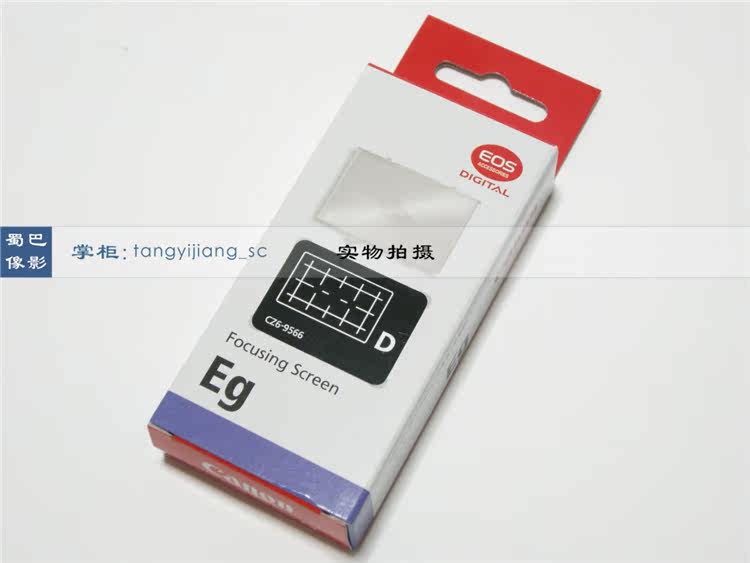 EOS
ACCESSORIES
DIGITAL
蜀巴
像影
掌柜: tangyijiang_sc
实物拍摄
CZ6-9566
D
Focusing Screen
Eg
Canon